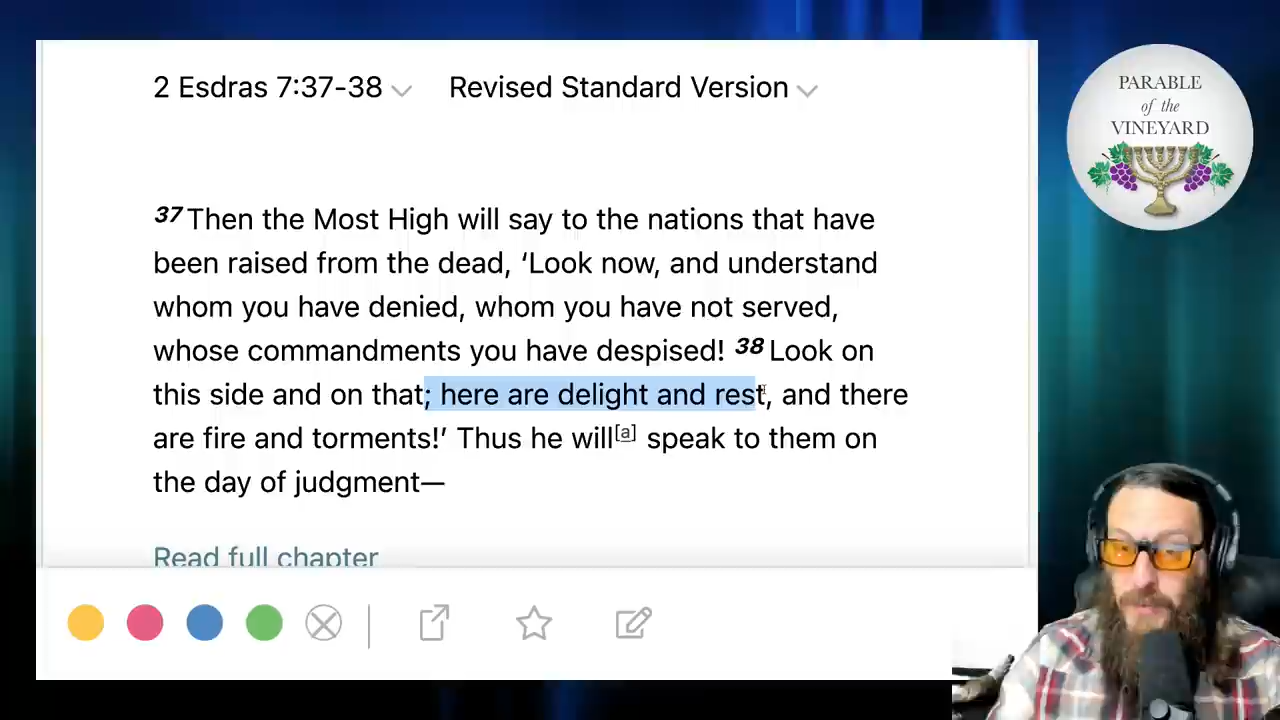 2 Esdras 7:37-38 Revised Standard Version
37 Then the Most High will say to the nations that have
been raised from the dead, ‘Look now, and understand
whom you have denied, whom you have not served,
whose commandments you have despised! 38 Look on
this side and on that; here are delight and rest, and there
are fire and torments!’ Thus he will[a] speak to them on
the day of judgment—
Read full chapter
PARABLE
of the
VINEYARD